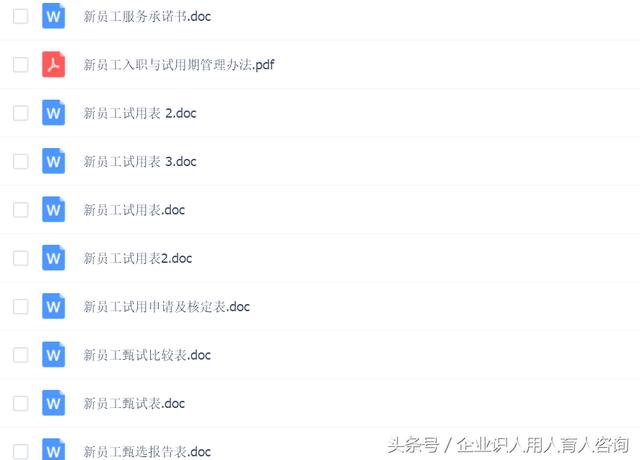 新员工服务承诺书.doc
新员工入职与试用期管理办法.pdf
新员工试用表 2.doc
新员工试用表 3.doc
新员工试用表.doc
新员工试用表2.doc
新员工试用申请及核定表.doc
新员工甄试比较表.doc
新员工甄试表.doc
新员工甄选报告表.doc
头条号 / 企业识人用人育人咨询